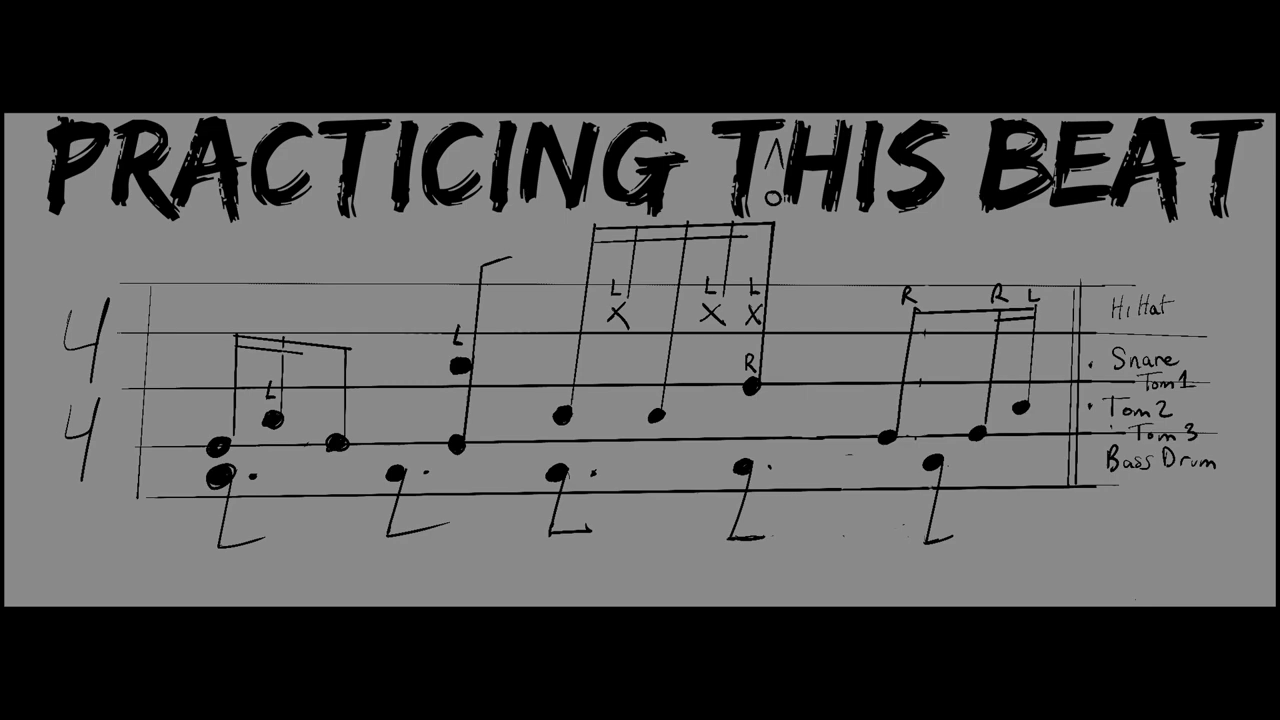 PRACTICING THIS BEAT
4
4
L
L
L
L
L
R
R
R
L
Hi Hat
Snare
Tom 1
Tom 2
Tom 3
Bass Drum